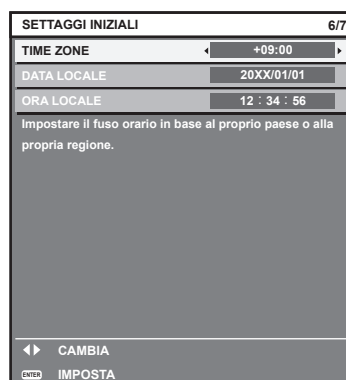 SETTAGGI INIZIALI 6/7
TIME ZONE +09:00
DATA LOCALE 20XX/01/01
ORA LOCALE 12 : 34 : 56
Impostare il fuso orario in base al proprio paese o alla
propria regione.
CAMBIA
ENTER IMPOSTA